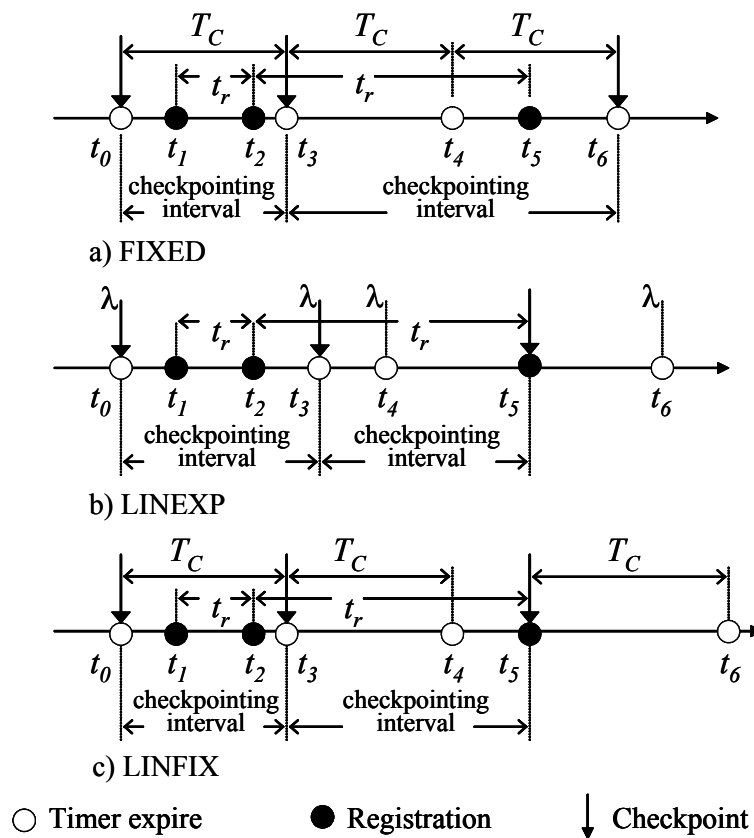 T_C T_C T_C
t_r t_r
t_0 t_1 t_2 t_3 t_4 t_5 t_6
checkpointing interval checkpointing interval
a) FIXED
λ λ λ λ
t_r t_r
t_0 t_1 t_2 t_3 t_4 t_5 t_6
checkpointing interval checkpointing interval
b) LINEXP
T_C T_C T_C
t_r t_r
t_0 t_1 t_2 t_3 t_4 t_5 t_6
checkpointing interval checkpointing interval
c) LINFIX
Timer expire Registration Checkpoint